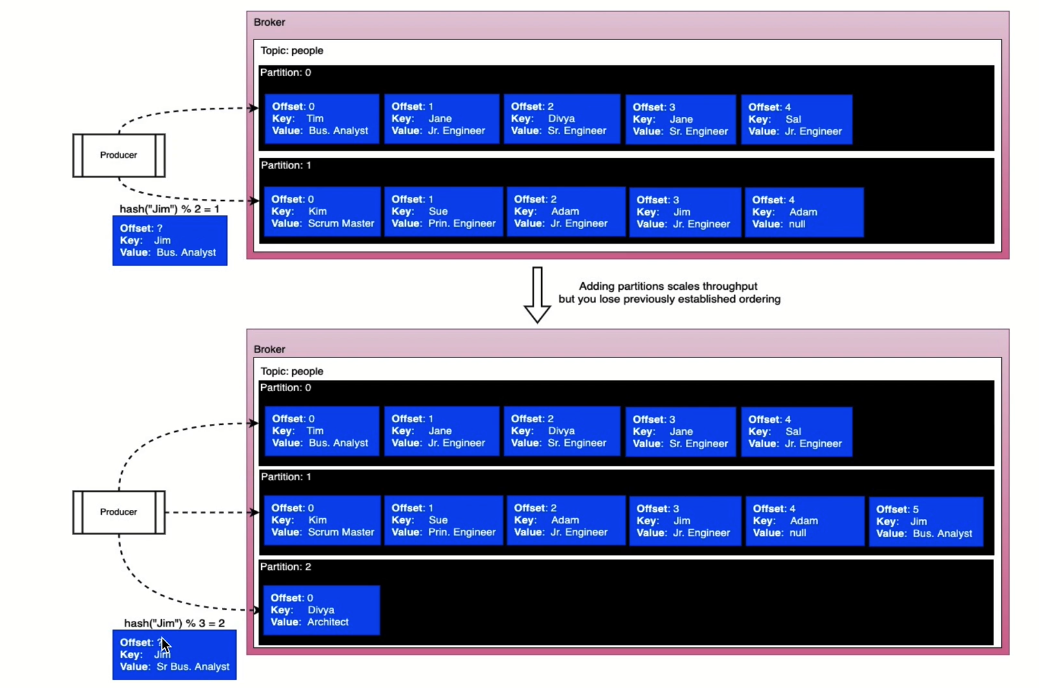 Broker
Topic: people
Partition: 0
Offset: 0
Key: Tim
Value: Bus. Analyst
Offset: 1
Key: Jane
Value: Jr. Engineer
Offset: 2
Key: Divya
Value: Sr. Engineer
Offset: 3
Key: Jane
Value: Sr. Engineer
Offset: 4
Key: Sal
Value: Jr. Engineer
Producer
Partition: 1
Offset: 0
Key: Kim
Value: Scrum Master
Offset: 1
Key: Sue
Value: Prin. Engineer
Offset: 2
Key: Adam
Value: Jr. Engineer
Offset: 3
Key: Jim
Value: Jr. Engineer
Offset: 4
Key: Adam
Value: null
hash("Jim") % 2 = 1
Offset: ?
Key: Jim
Value: Bus. Analyst
Adding partitions scales throughput
but you lose previously established ordering
Broker
Topic: people
Partition: 0
Offset: 0
Key: Tim
Value: Bus. Analyst
Offset: 1
Key: Jane
Value: Jr. Engineer
Offset: 2
Key: Divya
Value: Sr. Engineer
Offset: 3
Key: Jane
Value: Sr. Engineer
Offset: 4
Key: Sal
Value: Jr. Engineer
Partition: 1
Producer
Offset: 0
Key: Kim
Value: Scrum Master
Offset: 1
Key: Sue
Value: Prin. Engineer
Offset: 2
Key: Adam
Value: Jr. Engineer
Offset: 3
Key: Jim
Value: Jr. Engineer
Offset: 4
Key: Adam
Value: null
Offset: 5
Key: Jim
Value: Bus. Analyst
Partition: 2
Offset: 0
Key: Divya
Value: Architect
hash("Jim") % 3 = 2
Offset: ?
Key: Jim
Value: Sr Bus. Analyst